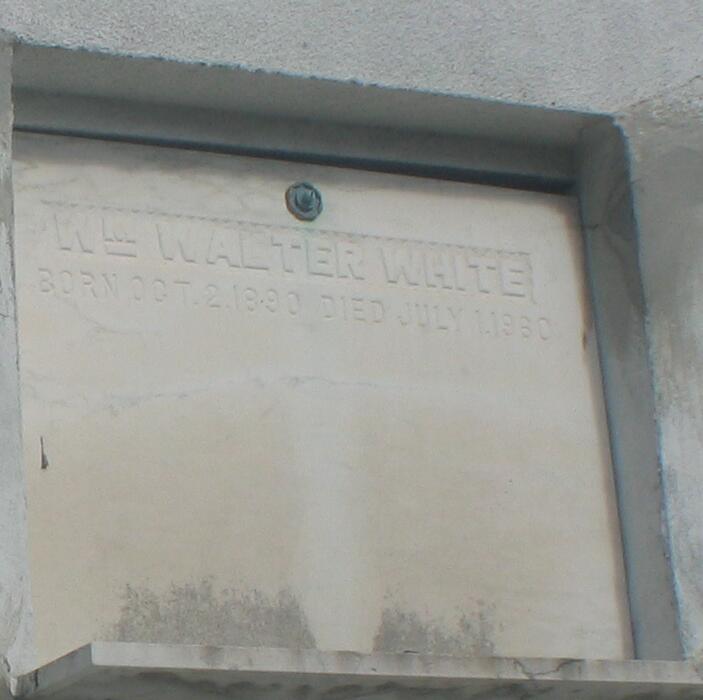 Wm WALTER WHITE
BORN OCT. 2. 1890 DIED JULY 1. 1960